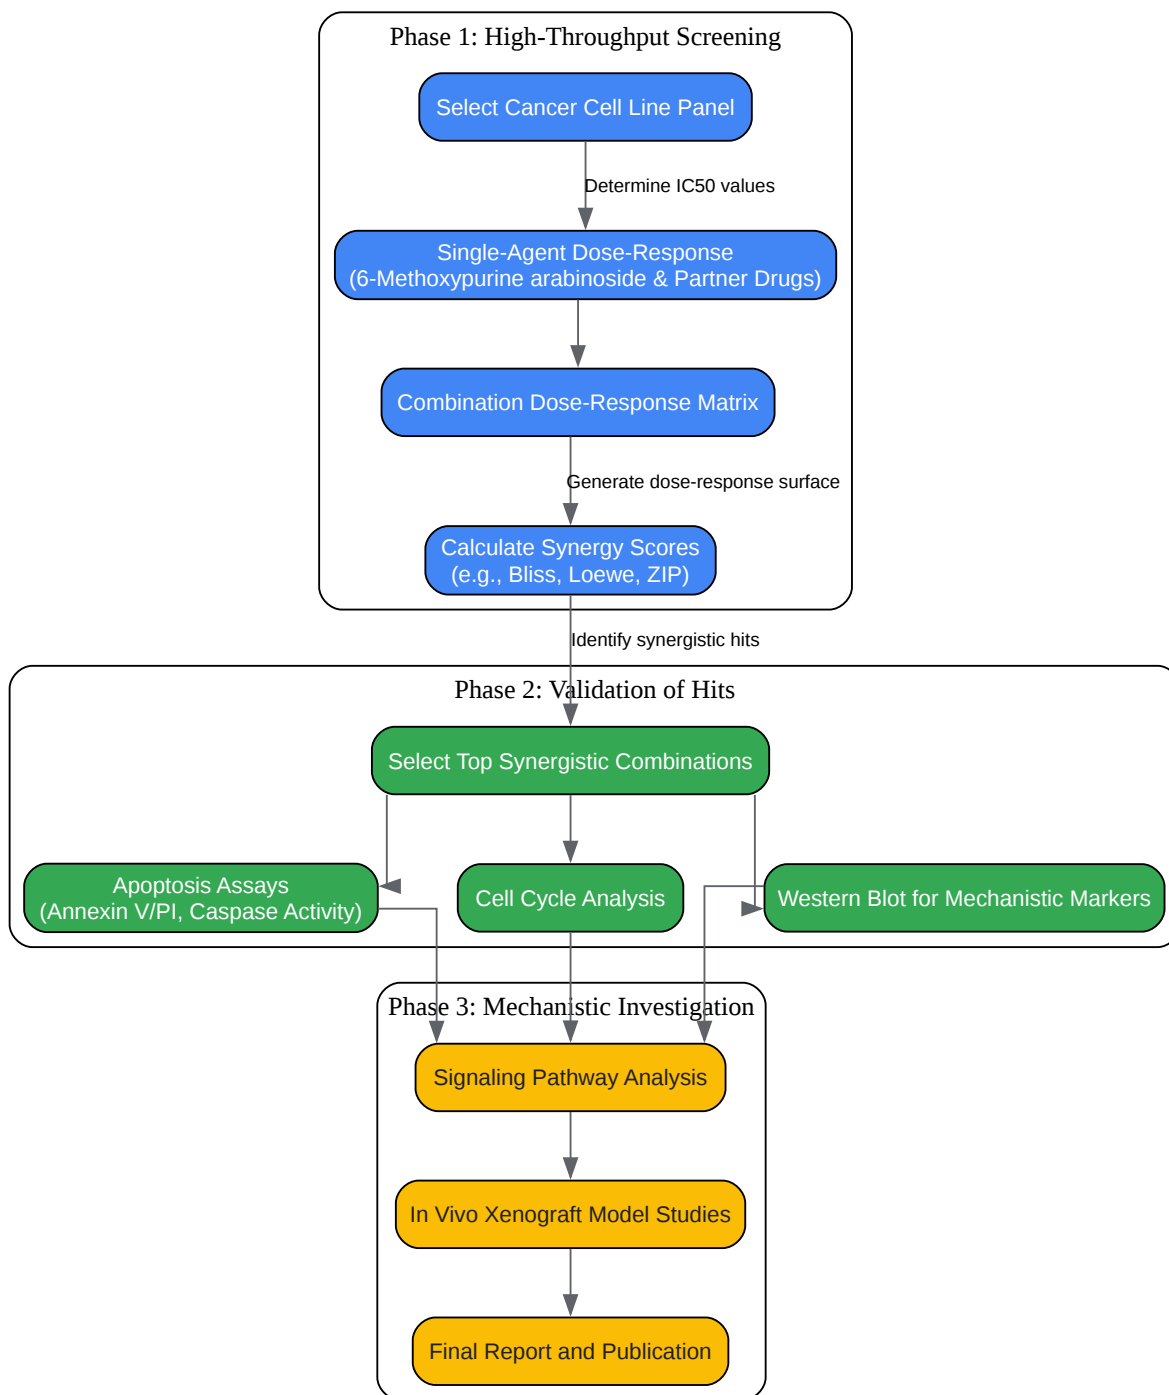 Phase 1: High-Throughput Screening
Select Cancer Cell Line Panel
Determine IC50 values
Single-Agent Dose-Response
(6-Methoxypurine arabinoside & Partner Drugs)
Combination Dose-Response Matrix
Generate dose-response surface
Calculate Synergy Scores
(e.g., Bliss, Loewe, ZIP)
Identify synergistic hits
Phase 2: Validation of Hits
Select Top Synergistic Combinations
Apoptosis Assays
(Annexin V/PI, Caspase Activity)
Cell Cycle Analysis
Western Blot for Mechanistic Markers
Phase 3: Mechanistic Investigation
Signaling Pathway Analysis
In Vivo Xenograft Model Studies
Final Report and Publication